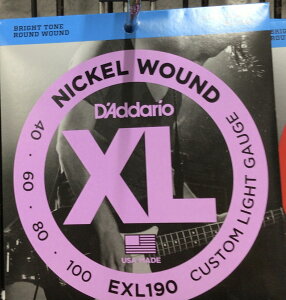 BRIGHT TONE
ROUND WOUND
NICKEL WOUND
D'Addario
XL
USA MADE
40 · 60 · 80 · 100
EXL190
CUSTOM LIGHT GAUGE